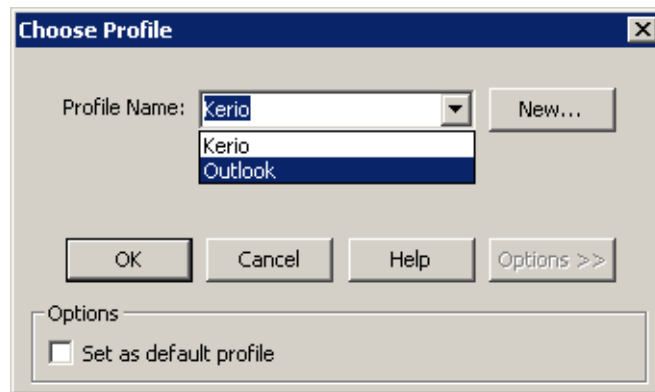 Choose Profile
Profile Name: Kerio New...
Kerio
Outlook
OK Cancel Help Options >>
Options
Set as default profile